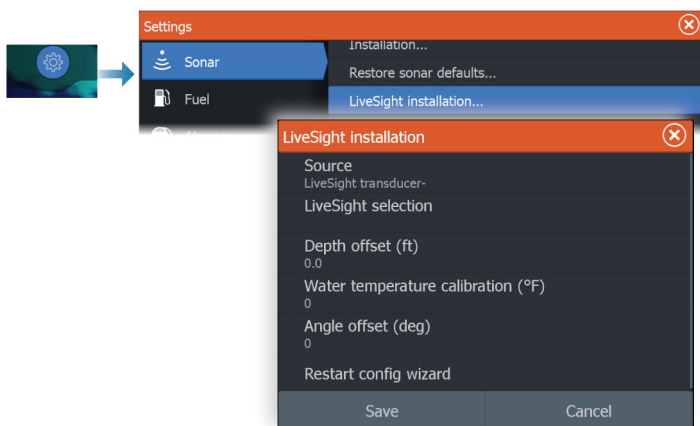 Settings
Sonar
Installation...
Restore sonar defaults...
Fuel
LiveSight installation...
LiveSight installation
Source
LiveSight transducer-
LiveSight selection
Depth offset (ft)
0.0
Water temperature calibration (°F)
0
Angle offset (deg)
0
Restart config wizard
Save Cancel